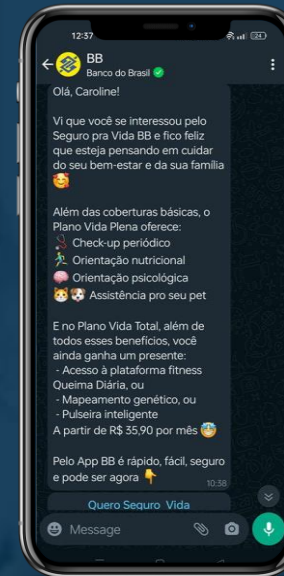 12:37
BB
Banco do Brasil
Olá, Caroline!
Vi que você se interessou pelo
Seguro pra Vida BB e fico feliz
que esteja pensando em cuidar
do seu bem-estar e da sua família
🥰
Além das coberturas básicas, o
Plano Vida Plena oferece:
🩺 Check-up periódico
🏃 Orientação nutricional
🧠 Orientação psicológica
🐱🐶 Assistência pro seu pet
E no Plano Vida Total, além de
todos esses benefícios, você
ainda ganha um presente:
- Acesso à plataforma fitness
Queima Diária, ou
- Mapeamento genético, ou
- Pulseira inteligente
A partir de R$ 35,90 por mês 🤯
Pelo App BB é rápido, fácil, seguro
e pode ser agora 👇
10:38
Quero Seguro Vida
Message